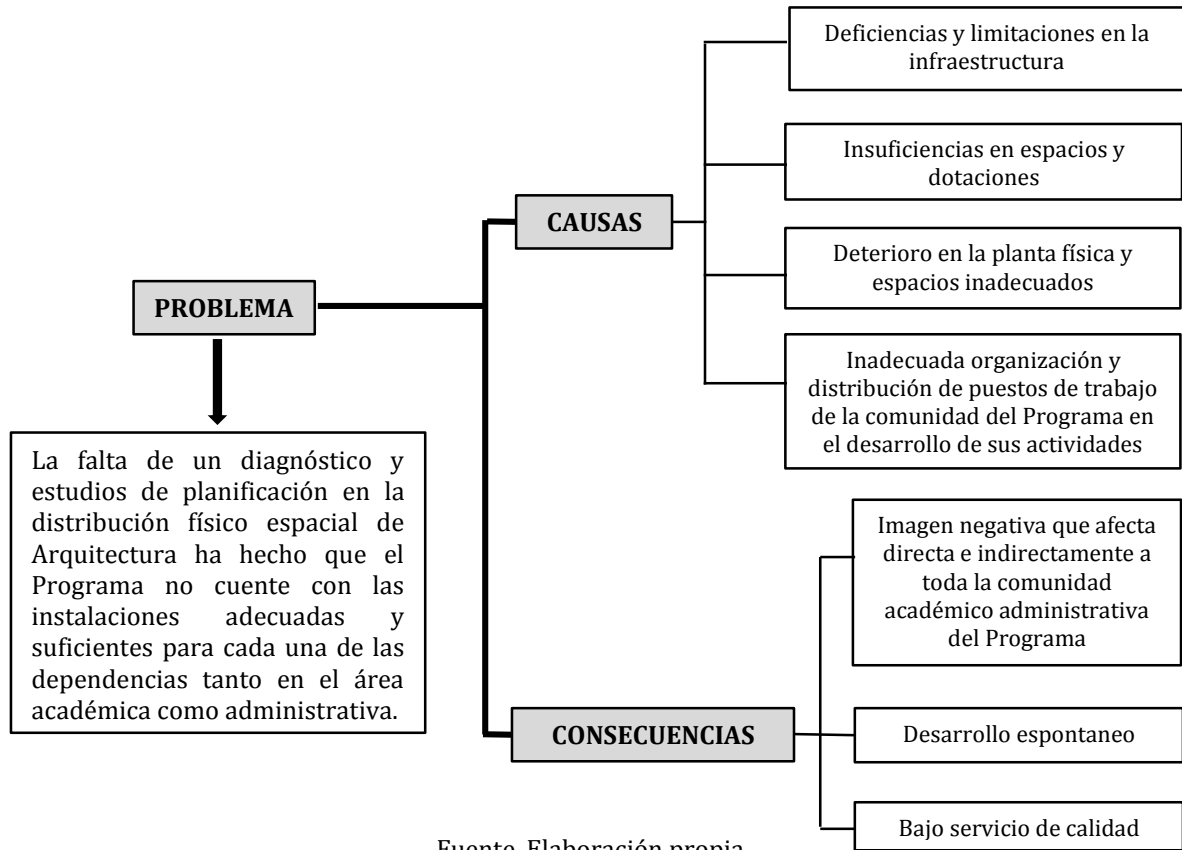 PROBLEMA
La falta de un diagnóstico y
estudios de planificación en la
distribución físico espacial de
Arquitectura ha hecho que el
Programa no cuente con las
instalaciones adecuadas y
suficientes para cada una de las
dependencias tanto en el área
académica como administrativa.
CAUSAS
Deficiencias y limitaciones en la
infraestructura
Insuficiencias en espacios y
dotaciones
Deterioro en la planta física y
espacios inadecuados
Inadecuada organización y
distribución de puestos de trabajo
de la comunidad del Programa en
el desarrollo de sus actividades
CONSECUENCIAS
Imagen negativa que afecta
directa e indirectamente a
toda la comunidad
académico administrativa
del Programa
Desarrollo espontaneo
Bajo servicio de calidad
Fuente. Elaboración propia